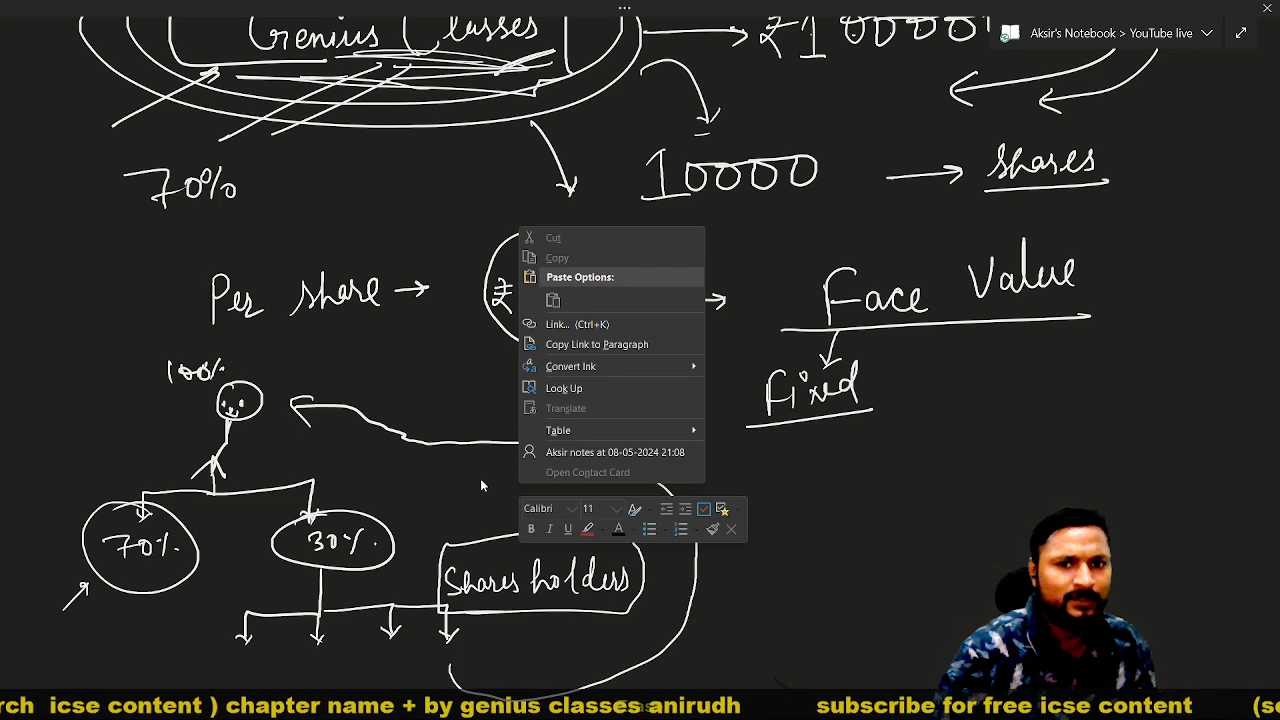 Aksir's Notebook > YouTube live
Genius Classes
70%
10000 → shares
Per share → ₹
Face Value
Fixed
100%
70%
30%
Shares holders
Cut
Copy
Paste Options:
Link... (Ctrl+K)
Copy Link to Paragraph
Convert Ink
Look Up
Translate
Table
Aksir notes at 08-05-2024 21:08
Open Contact Card
Calibri 11
B I U A
rch icse content ) chapter name + by genius classes anirudh subscribe for free icse content (se